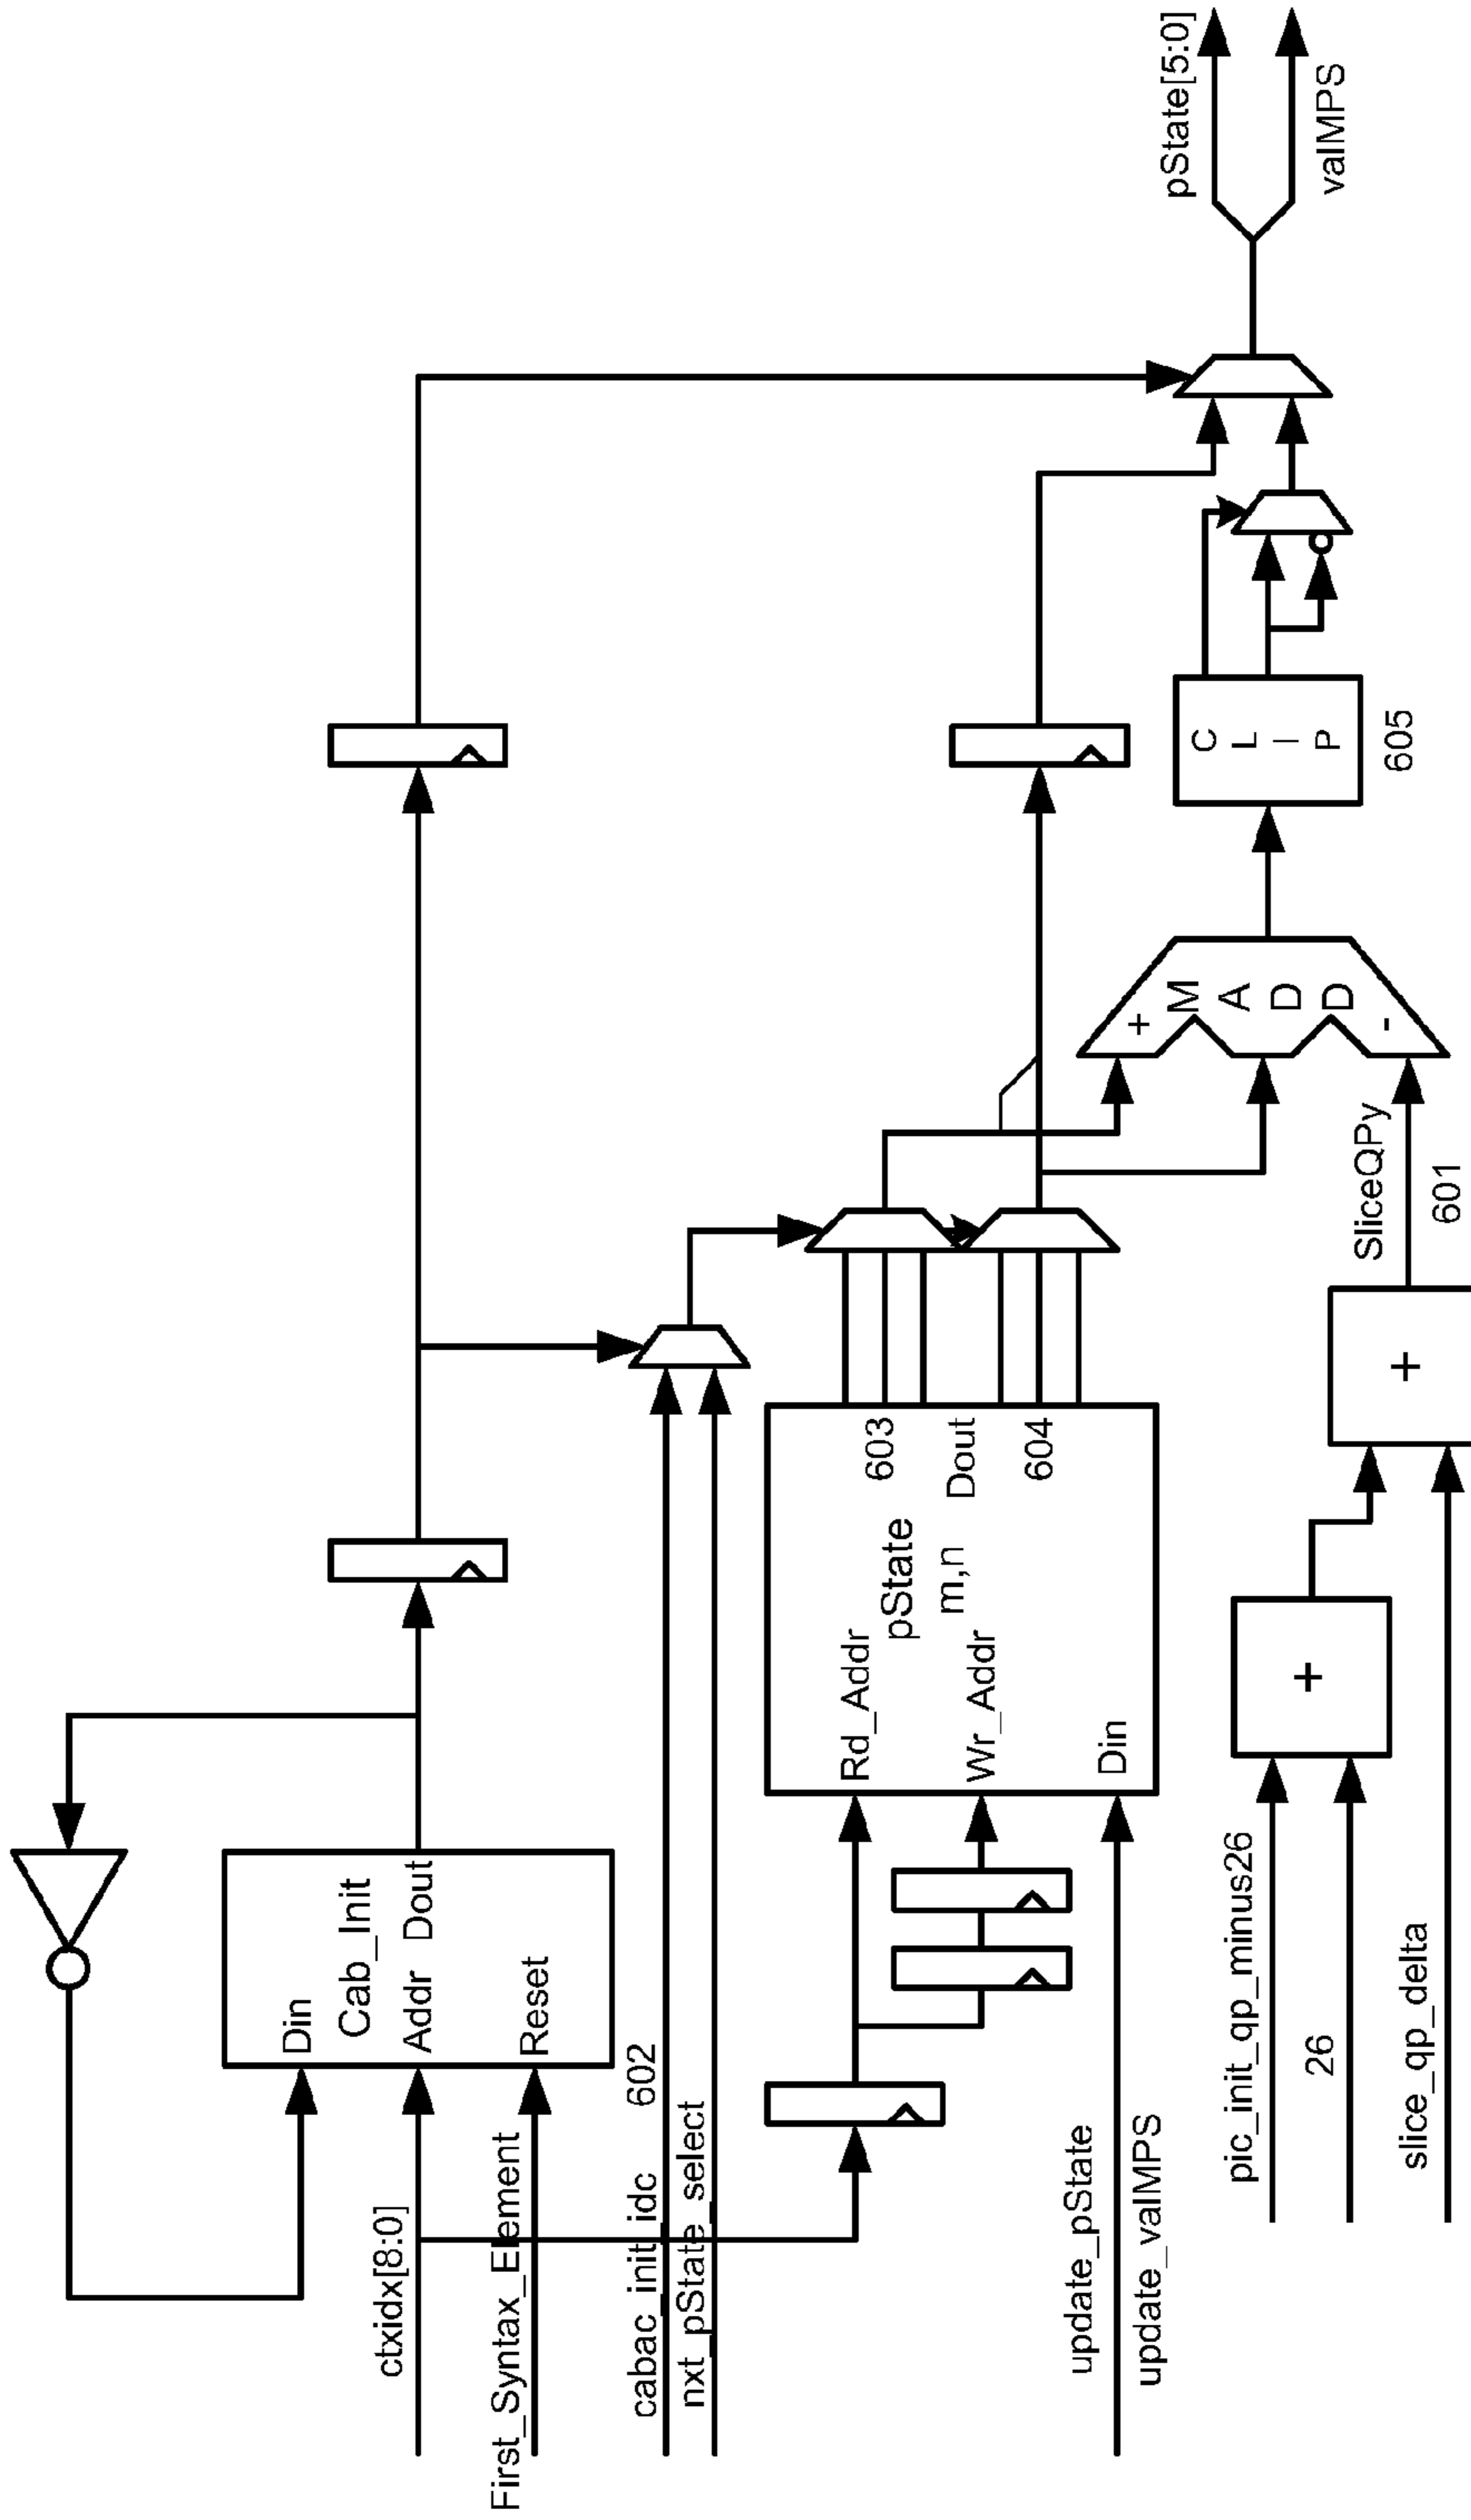 ctxidx[8:0]
First_Syntax_Element
Din
Cab_Init
Addr Dout
Reset
cabac_init_idc 602
nxt_pState_select
Rd_Addr
pState
603
m,n
Dout
Wr_Addr
604
Din
update_pState
update_valMPS
pic_init_qp_minus26
26
slice_qp_delta
+
+
SliceQPy
601
+
M
A
D
D
-
C
L
I
P
605
pState[5:0]
valMPS